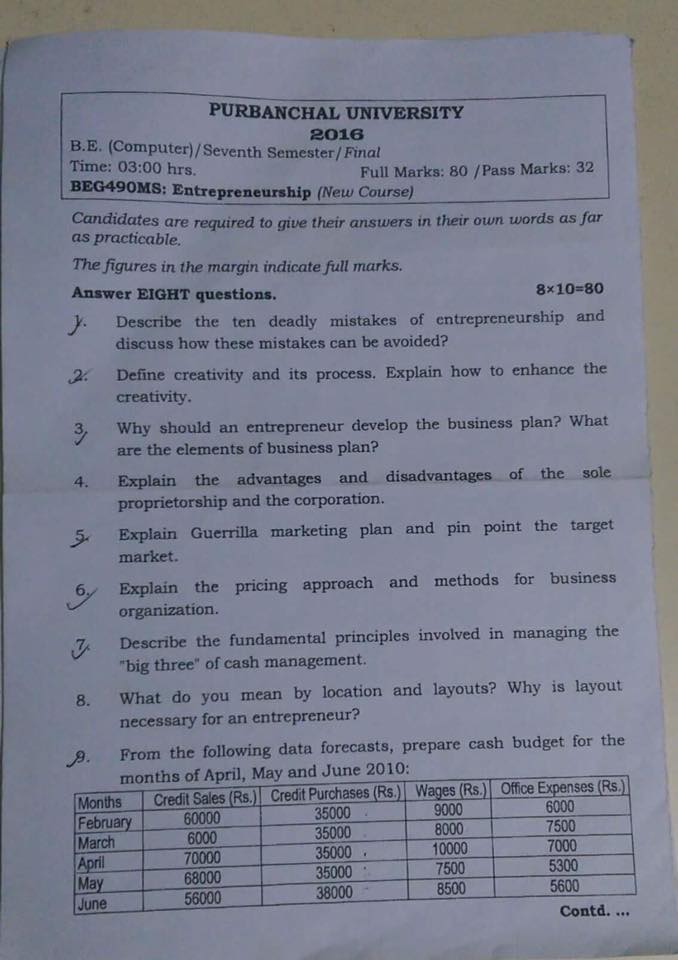 PURBANCHAL UNIVERSITY
2016
B.E. (Computer)/Seventh Semester/Final
Time: 03:00 hrs. Full Marks: 80 /Pass Marks: 32
BEG490MS: Entrepreneurship (New Course)
Candidates are required to give their answers in their own words as far
as practicable.
The figures in the margin indicate full marks.
Answer EIGHT questions. 8×10=80
1. Describe the ten deadly mistakes of entrepreneurship and
discuss how these mistakes can be avoided?
2. Define creativity and its process. Explain how to enhance the
creativity.
3. Why should an entrepreneur develop the business plan? What
are the elements of business plan?
4. Explain the advantages and disadvantages of the sole
proprietorship and the corporation.
5. Explain Guerrilla marketing plan and pin point the target
market.
6. Explain the pricing approach and methods for business
organization.
7. Describe the fundamental principles involved in managing the
"big three" of cash management.
8. What do you mean by location and layouts? Why is layout
necessary for an entrepreneur?
9. From the following data forecasts, prepare cash budget for the
months of April, May and June 2010:
Months Credit Sales (Rs.) Credit Purchases (Rs.) Wages (Rs.) Office Expenses (Rs.)
February 60000 35000 9000 6000
March 6000 35000 8000 7500
April 70000 35000 10000 7000
May 68000 35000 7500 5300
June 56000 38000 8500 5600
Contd. ...